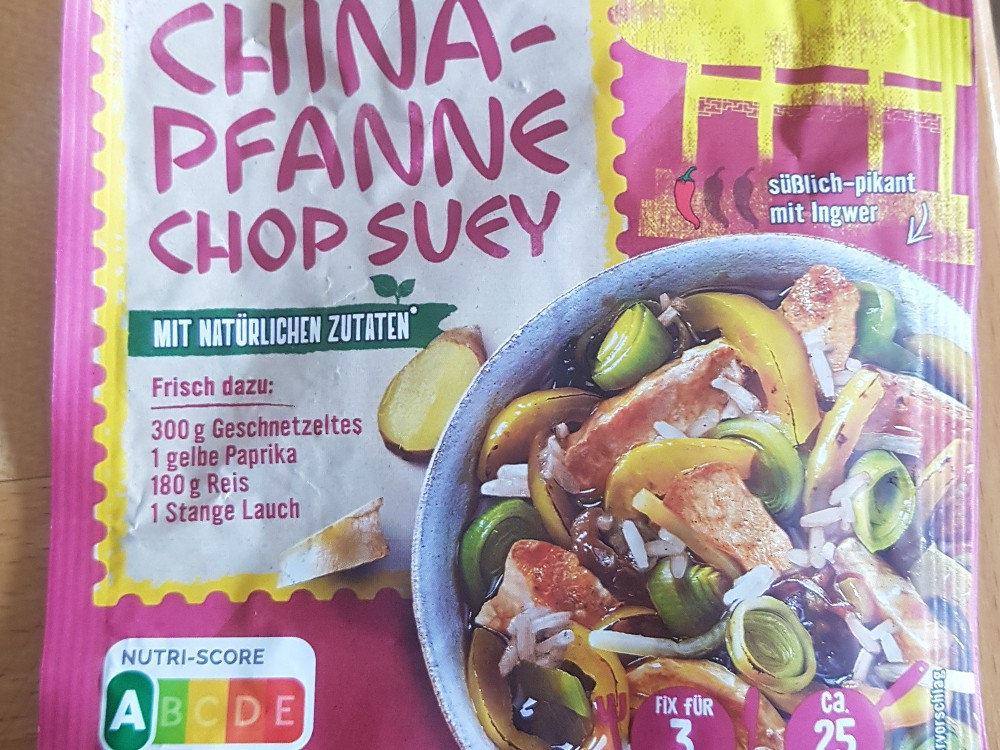 CHINA-
PFANNE
CHOP SUEY
süßlich-pikant
mit Ingwer
MIT NATÜRLICHEN ZUTATEN*
Frisch dazu:
300 g Geschnetzeltes
1 gelbe Paprika
180 g Reis
1 Stange Lauch
NUTRI-SCORE
A B C D E
FIX FÜR
3
CA.
25